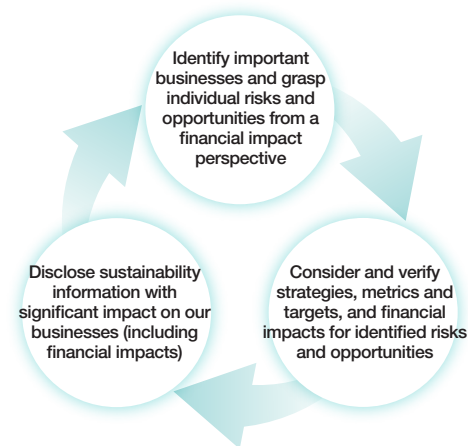 Identify important
businesses and grasp
individual risks and
opportunities from a
financial impact
perspective
Consider and verify
strategies, metrics and
targets, and financial
impacts for identified risks
and opportunities
Disclose sustainability
information with
significant impact on our
businesses (including
financial impacts)